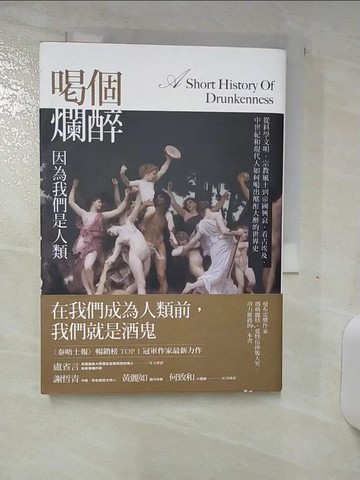 A Short History Of
Drunkenness
喝個
爛醉
因為我們是人類
從科學文明、宗教風土到帝國興衰，看古埃及、
中世紀和現代人如何喝出酩酊大醉的世界史
在我們成為人類前，
我們就是酒鬼
《泰晤士報》暢銷榜 TOP 1 冠軍作家最新力作
盧省言
謝哲青
黃麗如
何致和